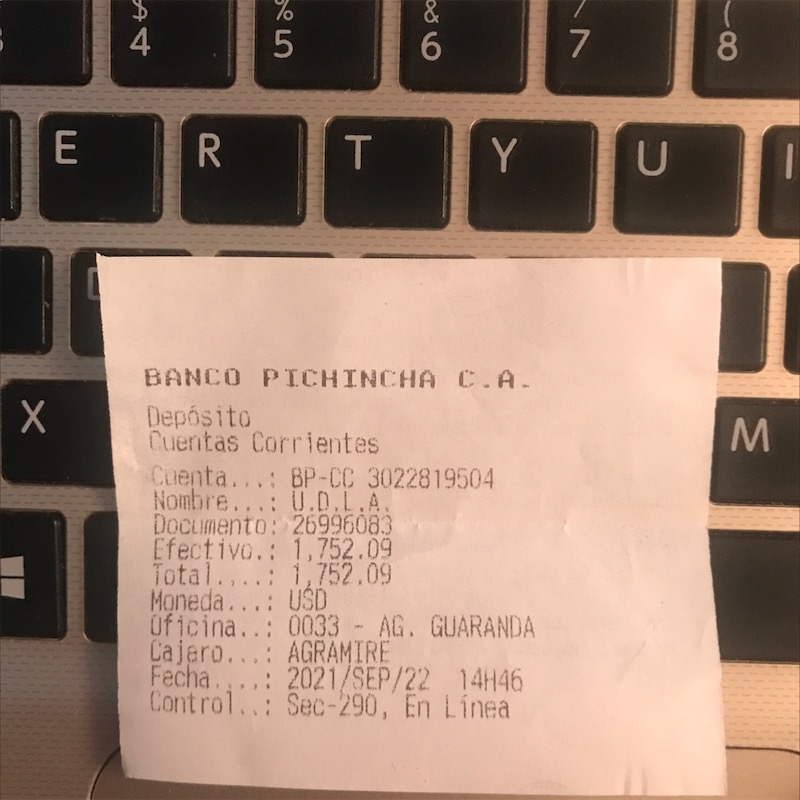 $ % & / (
4 5 6 7 8
E R T Y U I
D
X M
BANCO PICHINCHA C.A.
Depósito
Cuentas Corrientes
Cuenta...: BP-CC 3022819504
Nombre...: U.D.L.A.
Documento: 26996083
Efectivo.: 1,752.09
Total....: 1,752.09
Moneda...: USD
Oficina..: 0033 - AG. GUARANDA
Cajero...: AGRAMIRE
Fecha....: 2021/SEP/22 14H46
Control..: Sec-290, En Línea